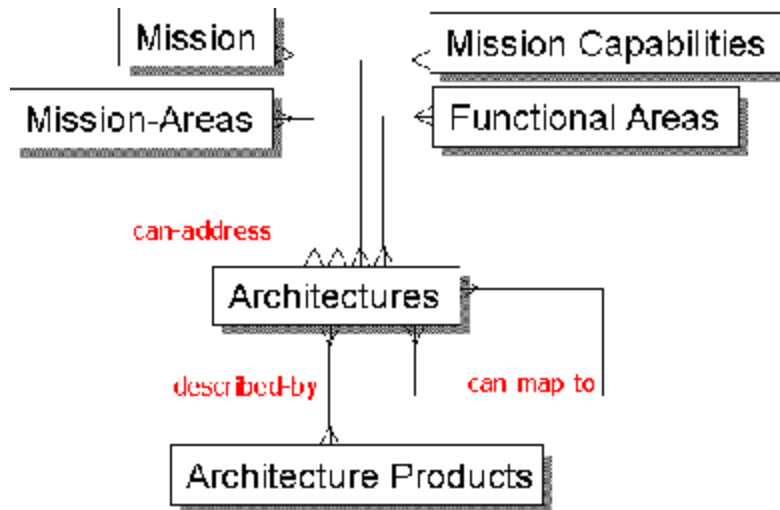 Mission
Mission Capabilities
Mission-Areas
Functional Areas
can-address
Architectures
described-by
can map to
Architecture Products